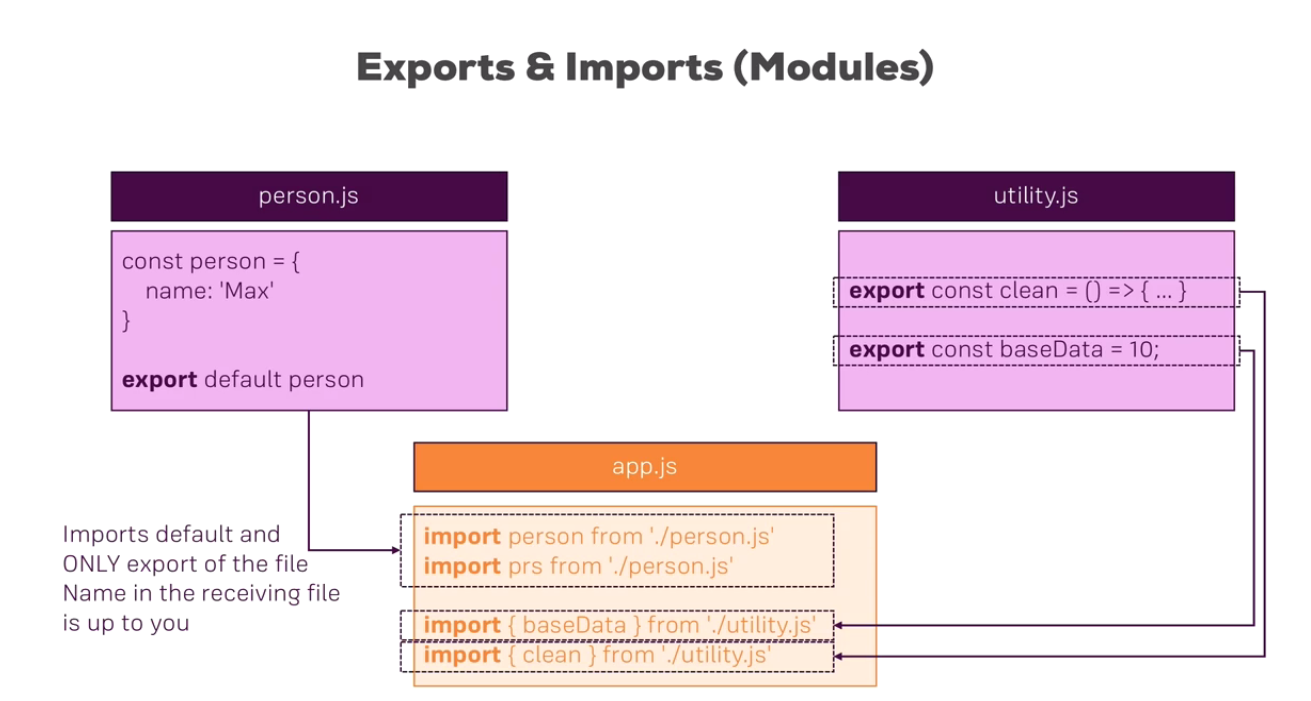 Exports & Imports (Modules)
person.js
const person = {
name: 'Max'
}
export default person
utility.js
export const clean = () => { ... }
export const baseData = 10;
app.js
import person from './person.js'
import prs from './person.js'
import { baseData } from './utility.js'
import { clean } from './utility.js'
Imports default and
ONLY export of the file
Name in the receiving file
is up to you